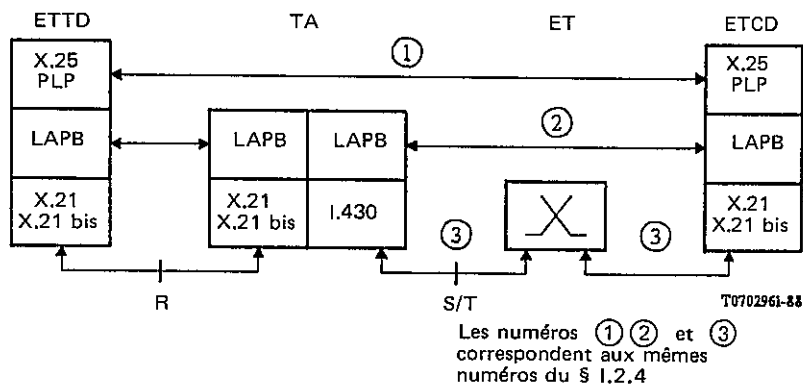 ETTD TA ET ETCD
X.25
PLP
①
X.25
PLP
LAPB LAPB LAPB ② LAPB
X.21
X.21 bis
X.21
X.21 bis
I.430
③ ③
X.21
X.21 bis
R S/T
T0702961-88
Les numéros ① ② et ③
correspondent aux mêmes
numéros du § I.2.4